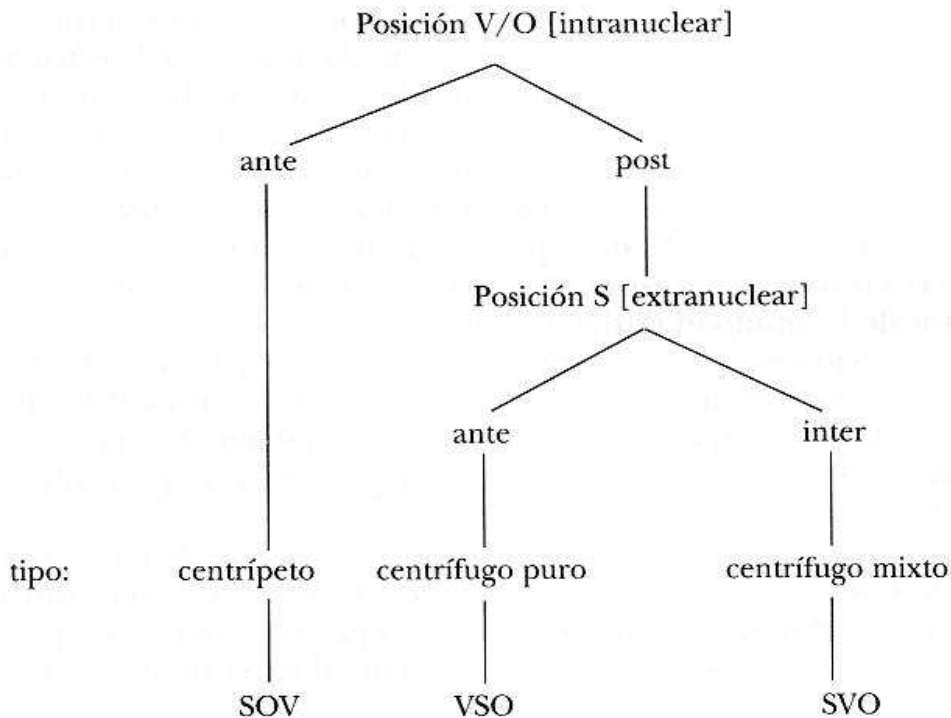 Posición V/O [intranuclear]
ante post
Posición S [extranuclear]
ante inter
tipo: centrípeto centrífugo puro centrífugo mixto
SOV VSO SVO